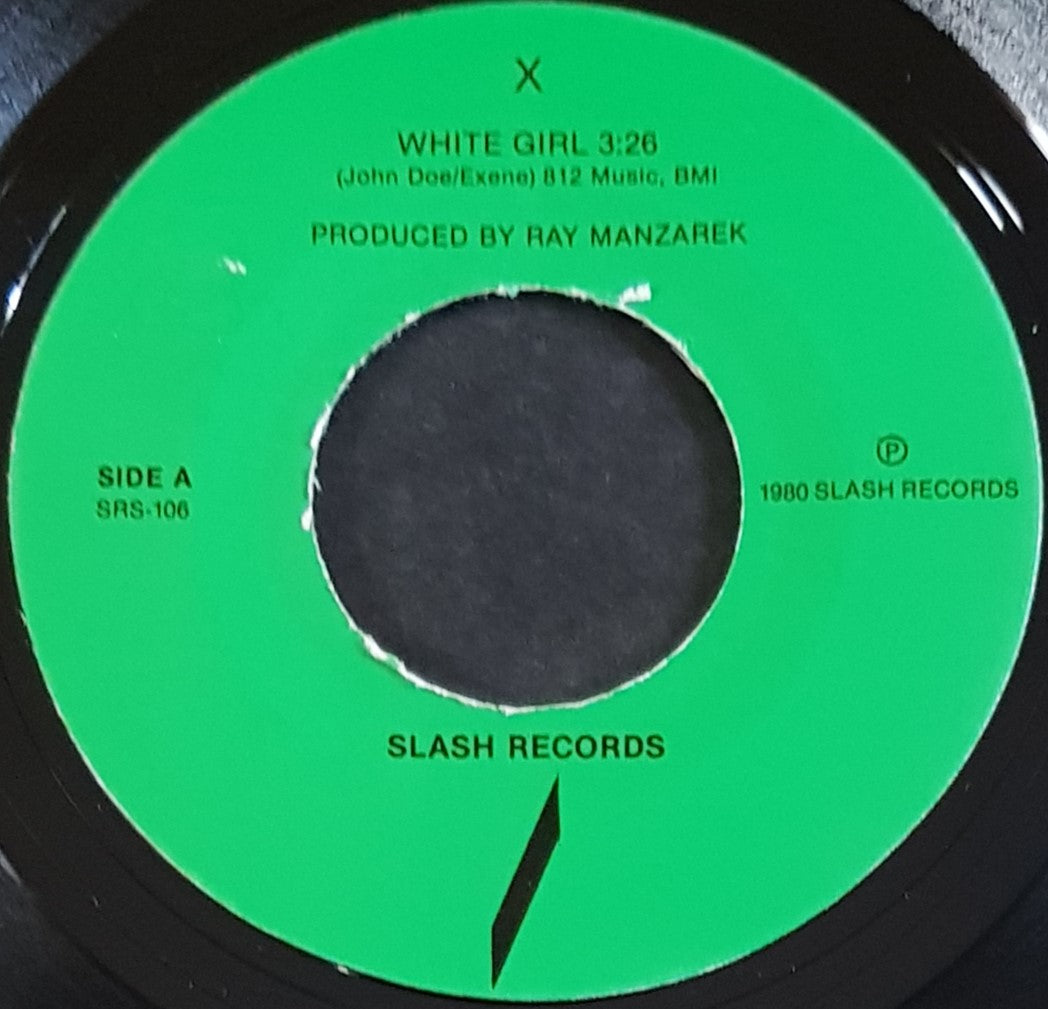 X
WHITE GIRL 3:26
(John Doe/Exene) 812 Music, BMI
PRODUCED BY RAY MANZAREK
SIDE A
SRS-106
Ⓟ
1980 SLASH RECORDS
SLASH RECORDS